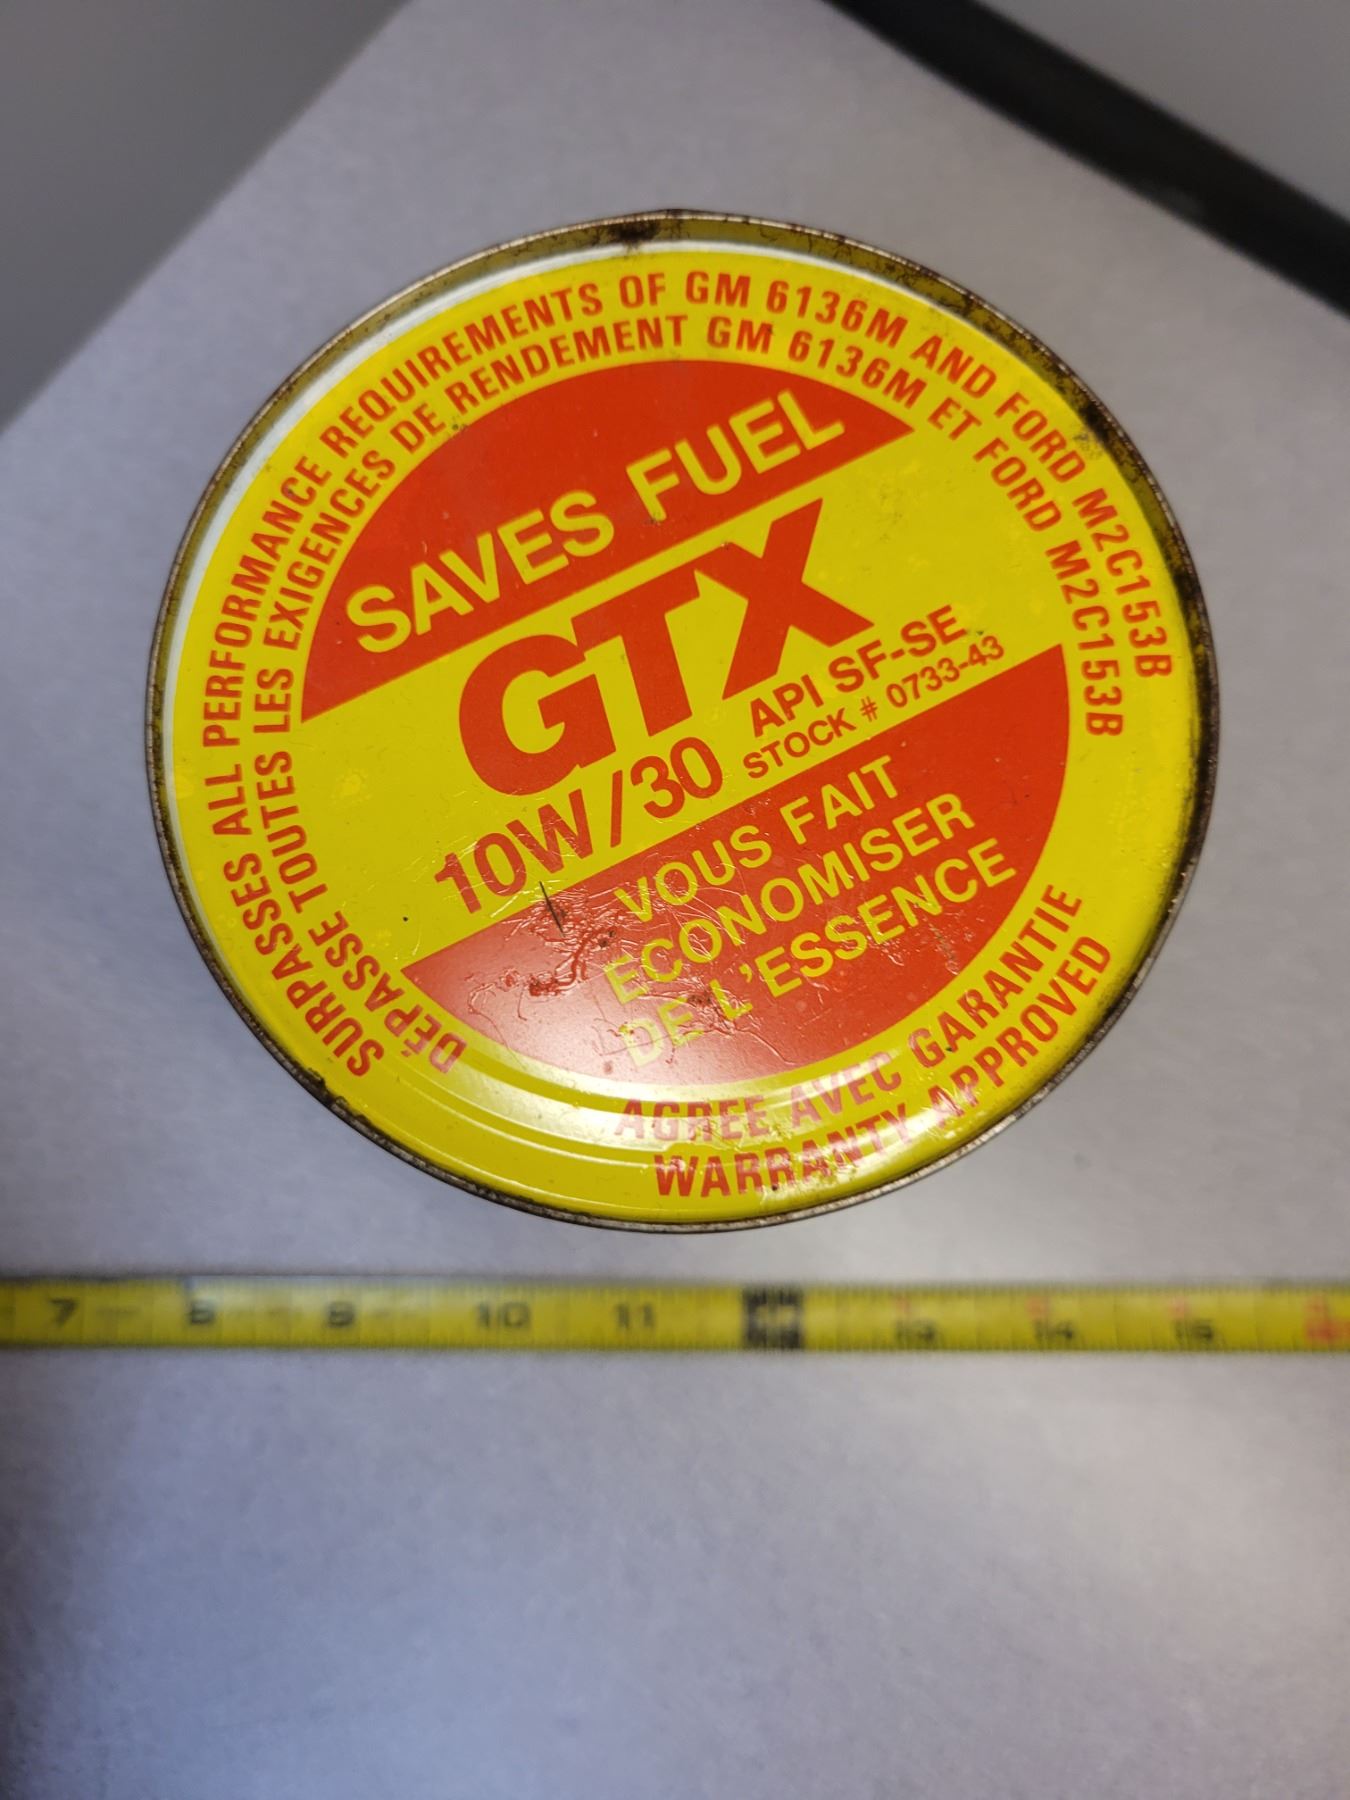 SURPASSES ALL PERFORMANCE REQUIREMENTS OF GM 6136M AND FORD M2C153B
DÉPASSE TOUTES LES EXIGENCES DE RENDEMENT GM 6136M ET FORD M2C153B
SAVES FUEL
GTX
10W/30
API SF-SE
STOCK # 0733-43
VOUS FAIT
ECONOMISER
DE L'ESSENCE
AGREE AVEC GARANTIE
WARRANTY APPROVED
7 8 9 10 11 13 14 15